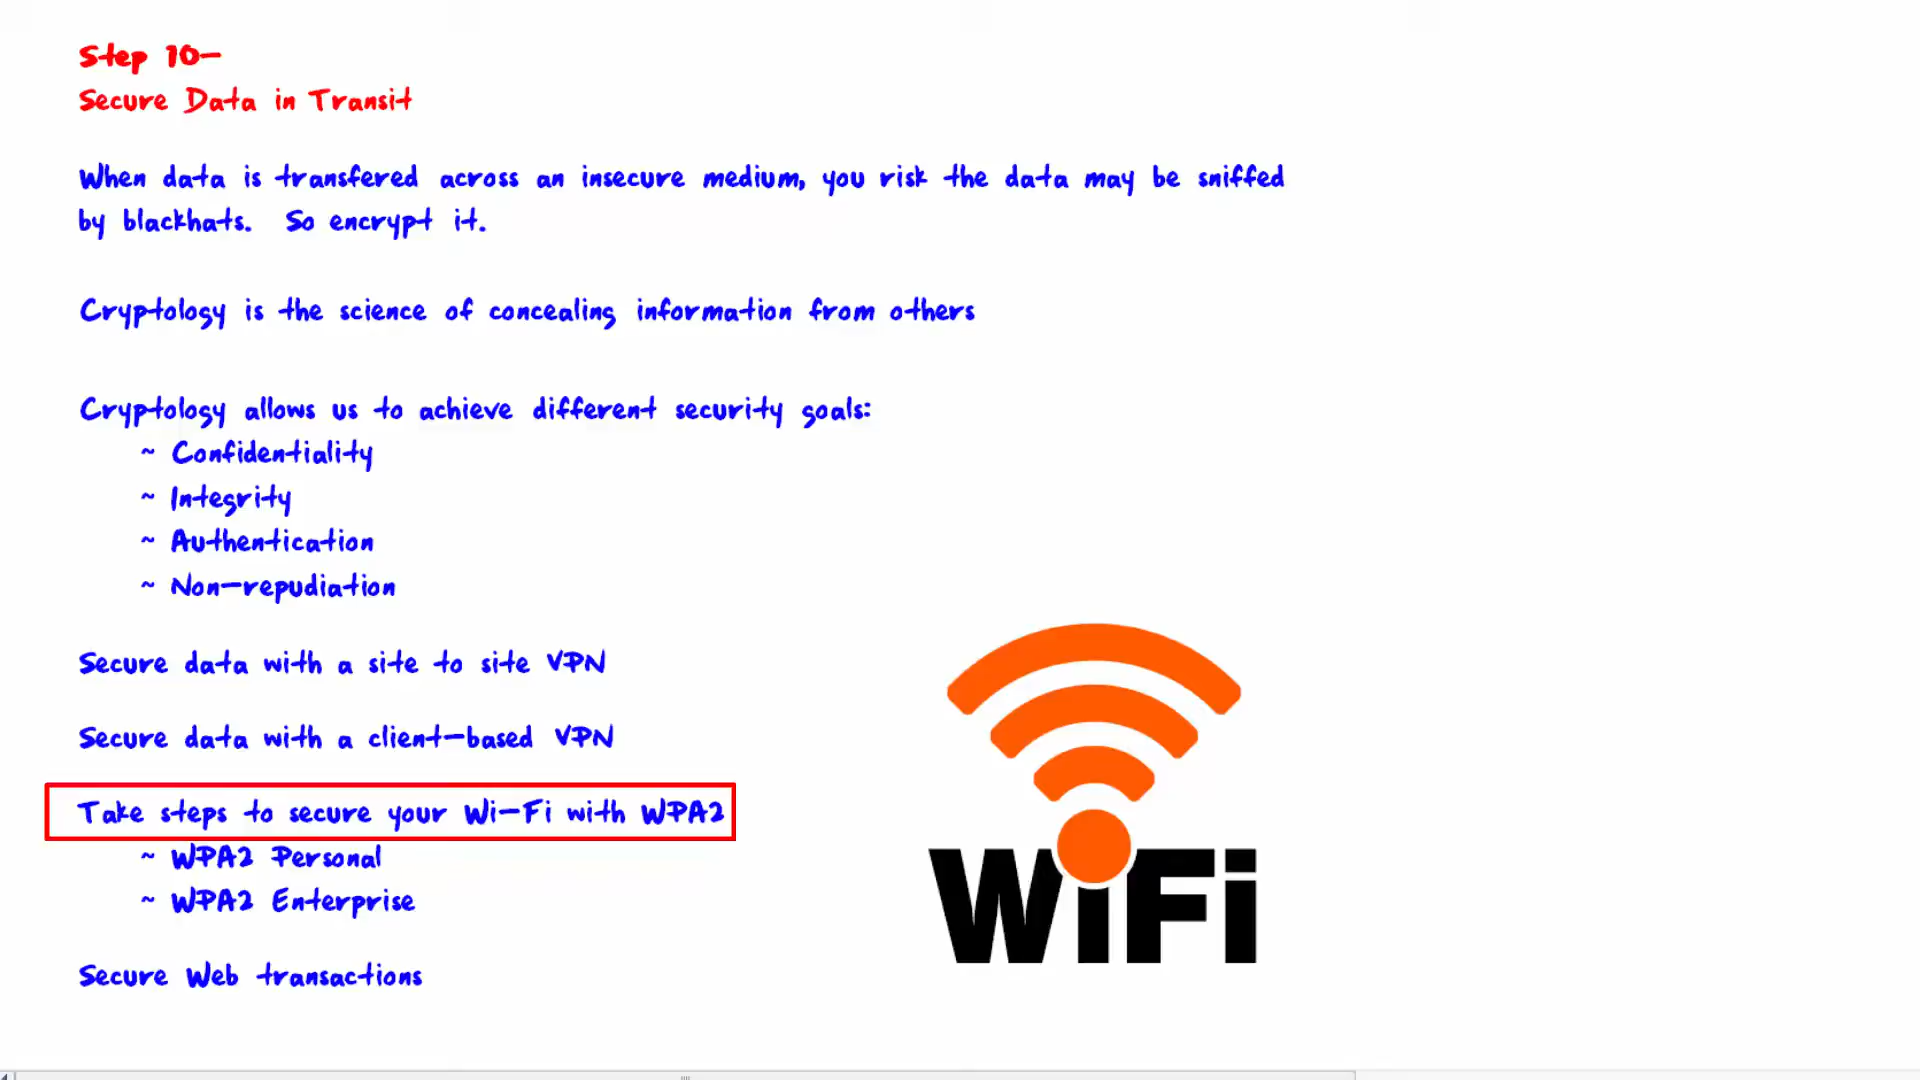 Step 10-
Secure Data in Transit
When data is transfered across an insecure medium, you risk the data may be sniffed
by blackhats. So encrypt it.
Cryptology is the science of concealing information from others
Cryptology allows us to achieve different security goals:
~ Confidentiality
~ Integrity
~ Authentication
~ Non-repudiation
Secure data with a site to site VPN
Secure data with a client-based VPN
Take steps to secure your Wi-Fi with WPA2
~ WPA2 Personal
~ WPA2 Enterprise
Secure Web transactions
WiFi